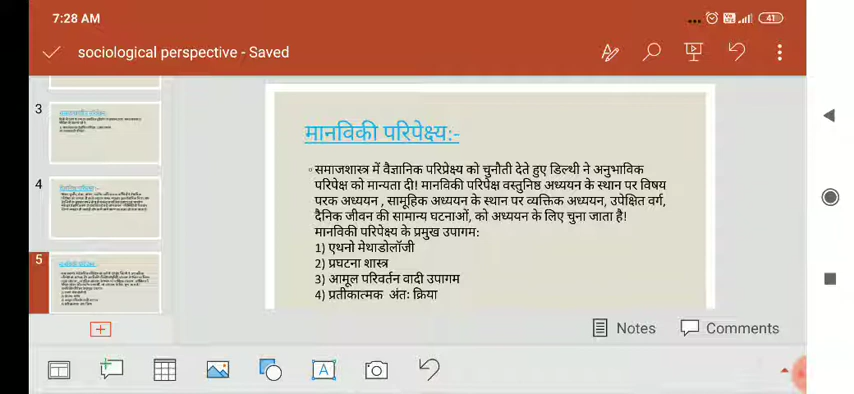 7:28 AM
41
sociological perspective - Saved
3
4
5
मानविकी परिपेक्ष्य:-
समाजशास्त्र में वैज्ञानिक परिप्रेक्ष्य को चुनौती देते हुए डिल्थी ने अनुभाविक
परिपेक्ष को मान्यता दी! मानविकी परिपेक्ष वस्तुनिष्ठ अध्ययन के स्थान पर विषय
परक अध्ययन , सामूहिक अध्ययन के स्थान पर व्यक्तिक अध्ययन, उपेक्षित वर्ग,
दैनिक जीवन की सामान्य घटनाओं, को अध्ययन के लिए चुना जाता है!
मानविकी परिपेक्ष्य के प्रमुख उपागम:
1) एथनो मेथाडोलॉजी
2) प्रघटना शास्त्र
3) आमूल परिवर्तन वादी उपागम
4) प्रतीकात्मक अंतः क्रिया
Notes
Comments